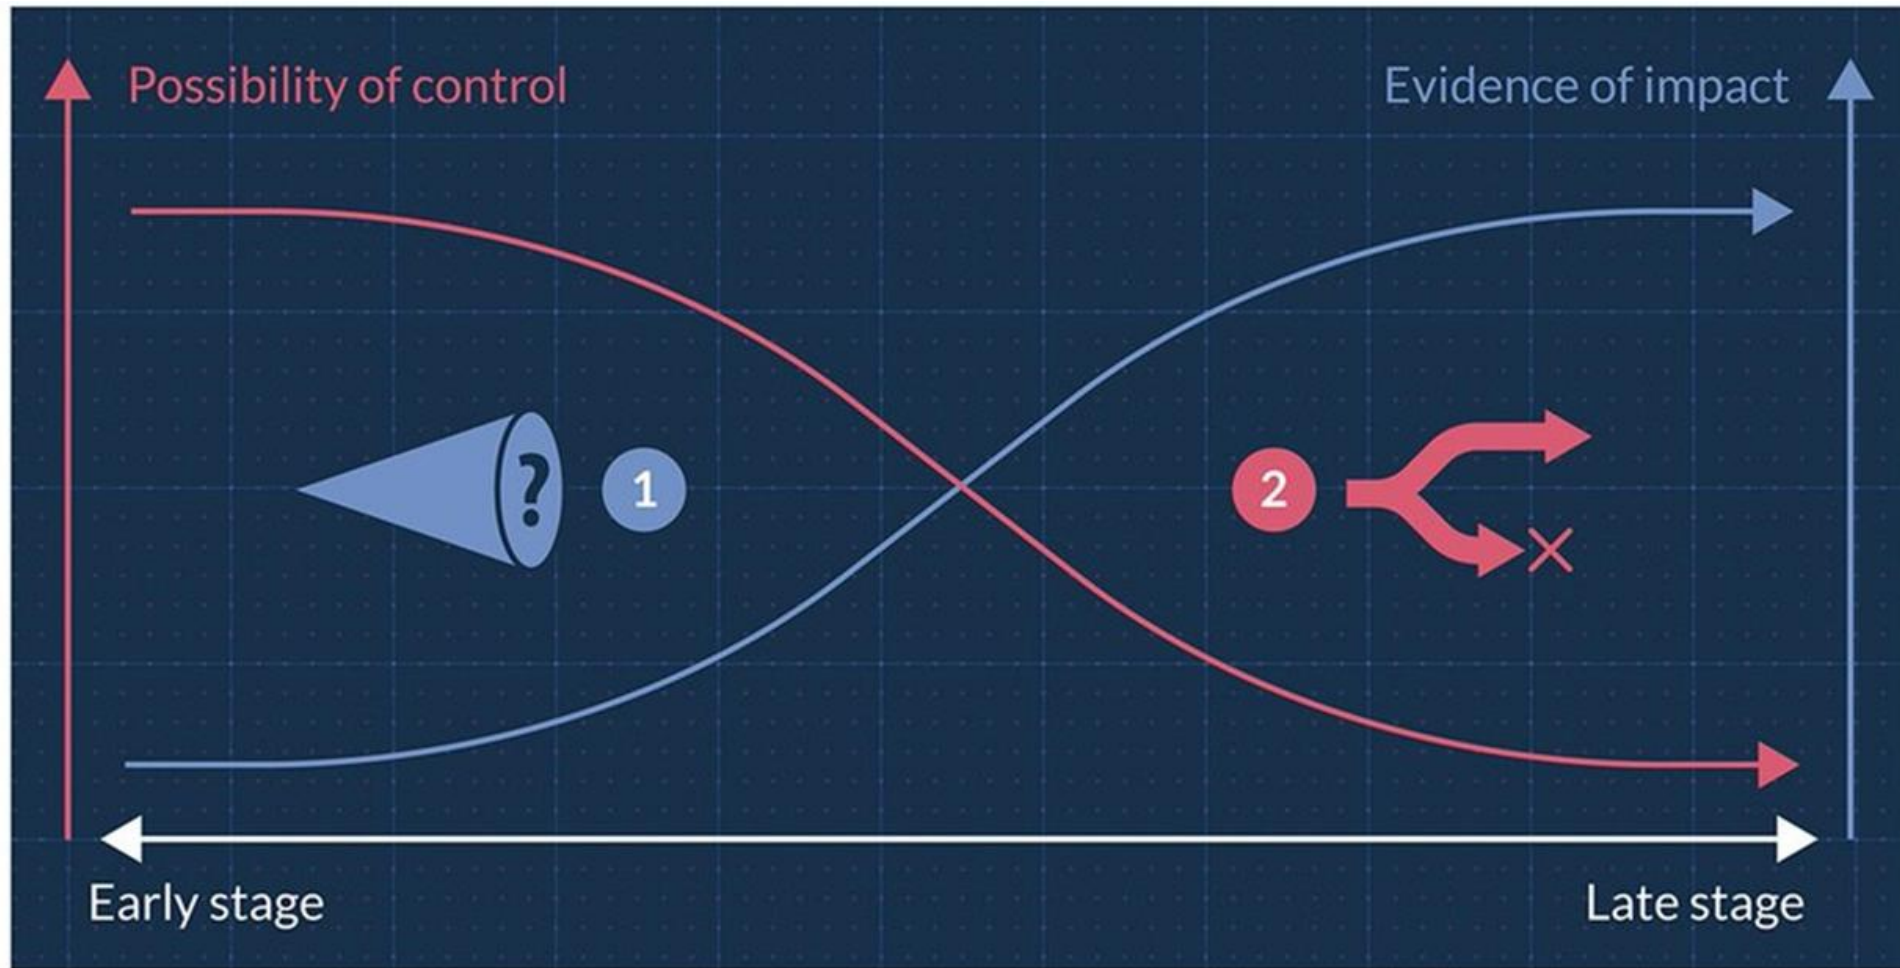 Possibility of control
Evidence of impact
?
1
2
Early stage
Late stage